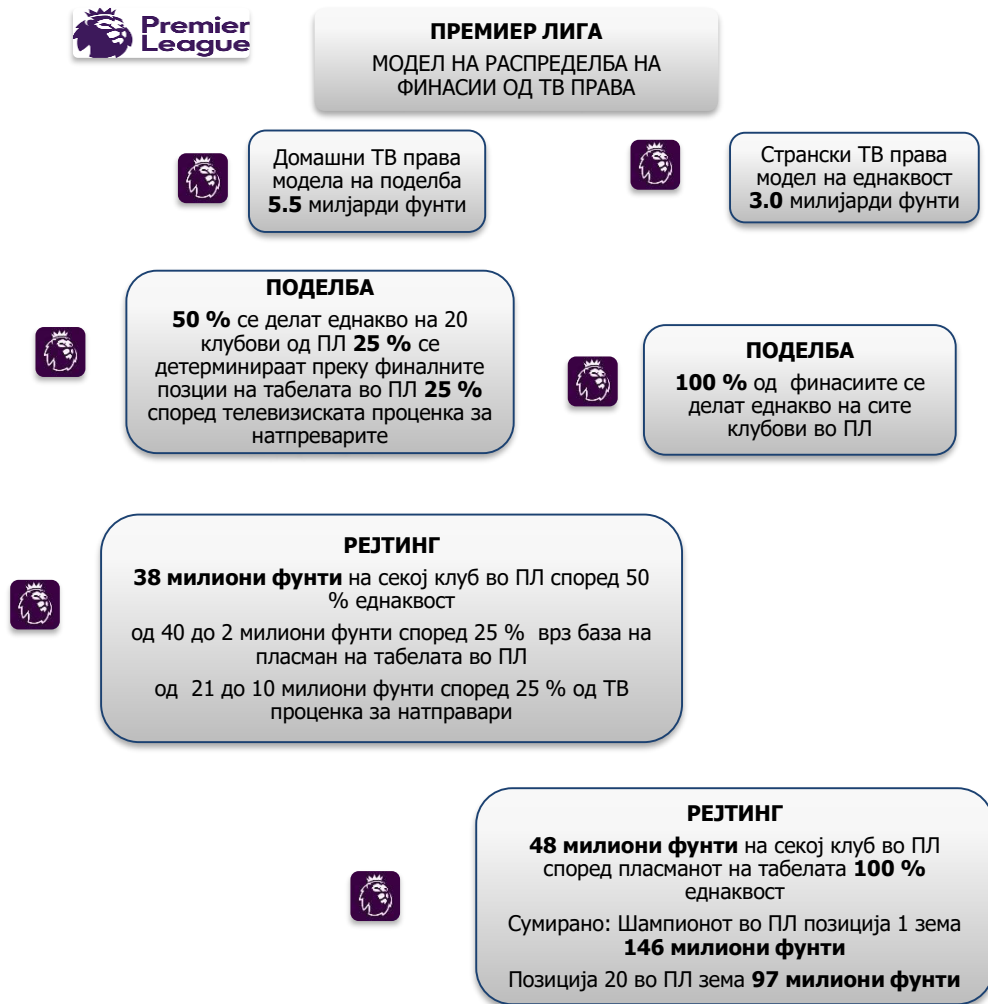 Premier
League
ПРЕМИЕР ЛИГА
МОДЕЛ НА РАСПРЕДЕЛБА НА
ФИНАСИИ ОД ТВ ПРАВА
Домашни ТВ права
модела на поделба
5.5 милјарди фунти
Странски ТВ права
модел на еднаквост
3.0 милијарди фунти
ПОДЕЛБА
50 % се делат еднакво на 20
клубови од ПЛ 25 % се
детерминираат преку финалните
позции на табелата во ПЛ 25 %
според телевизиската проценка за
натпреварите
ПОДЕЛБА
100 % од финасиите се
делат еднакво на сите
клубови во ПЛ
РЕЈТИНГ
38 милиони фунти на секој клуб во ПЛ според 50
% еднаквост
од 40 до 2 милиони фунти според 25 % врз база на
пласман на табелата во ПЛ
од 21 до 10 милиони фунти според 25 % од ТВ
проценка за натправари
РЕЈТИНГ
48 милиони фунти на секој клуб во ПЛ
според пласманот на табелата 100 %
еднаквост
Сумирано: Шампионот во ПЛ позиција 1 зема
146 милиони фунти
Позиција 20 во ПЛ зема 97 милиони фунти